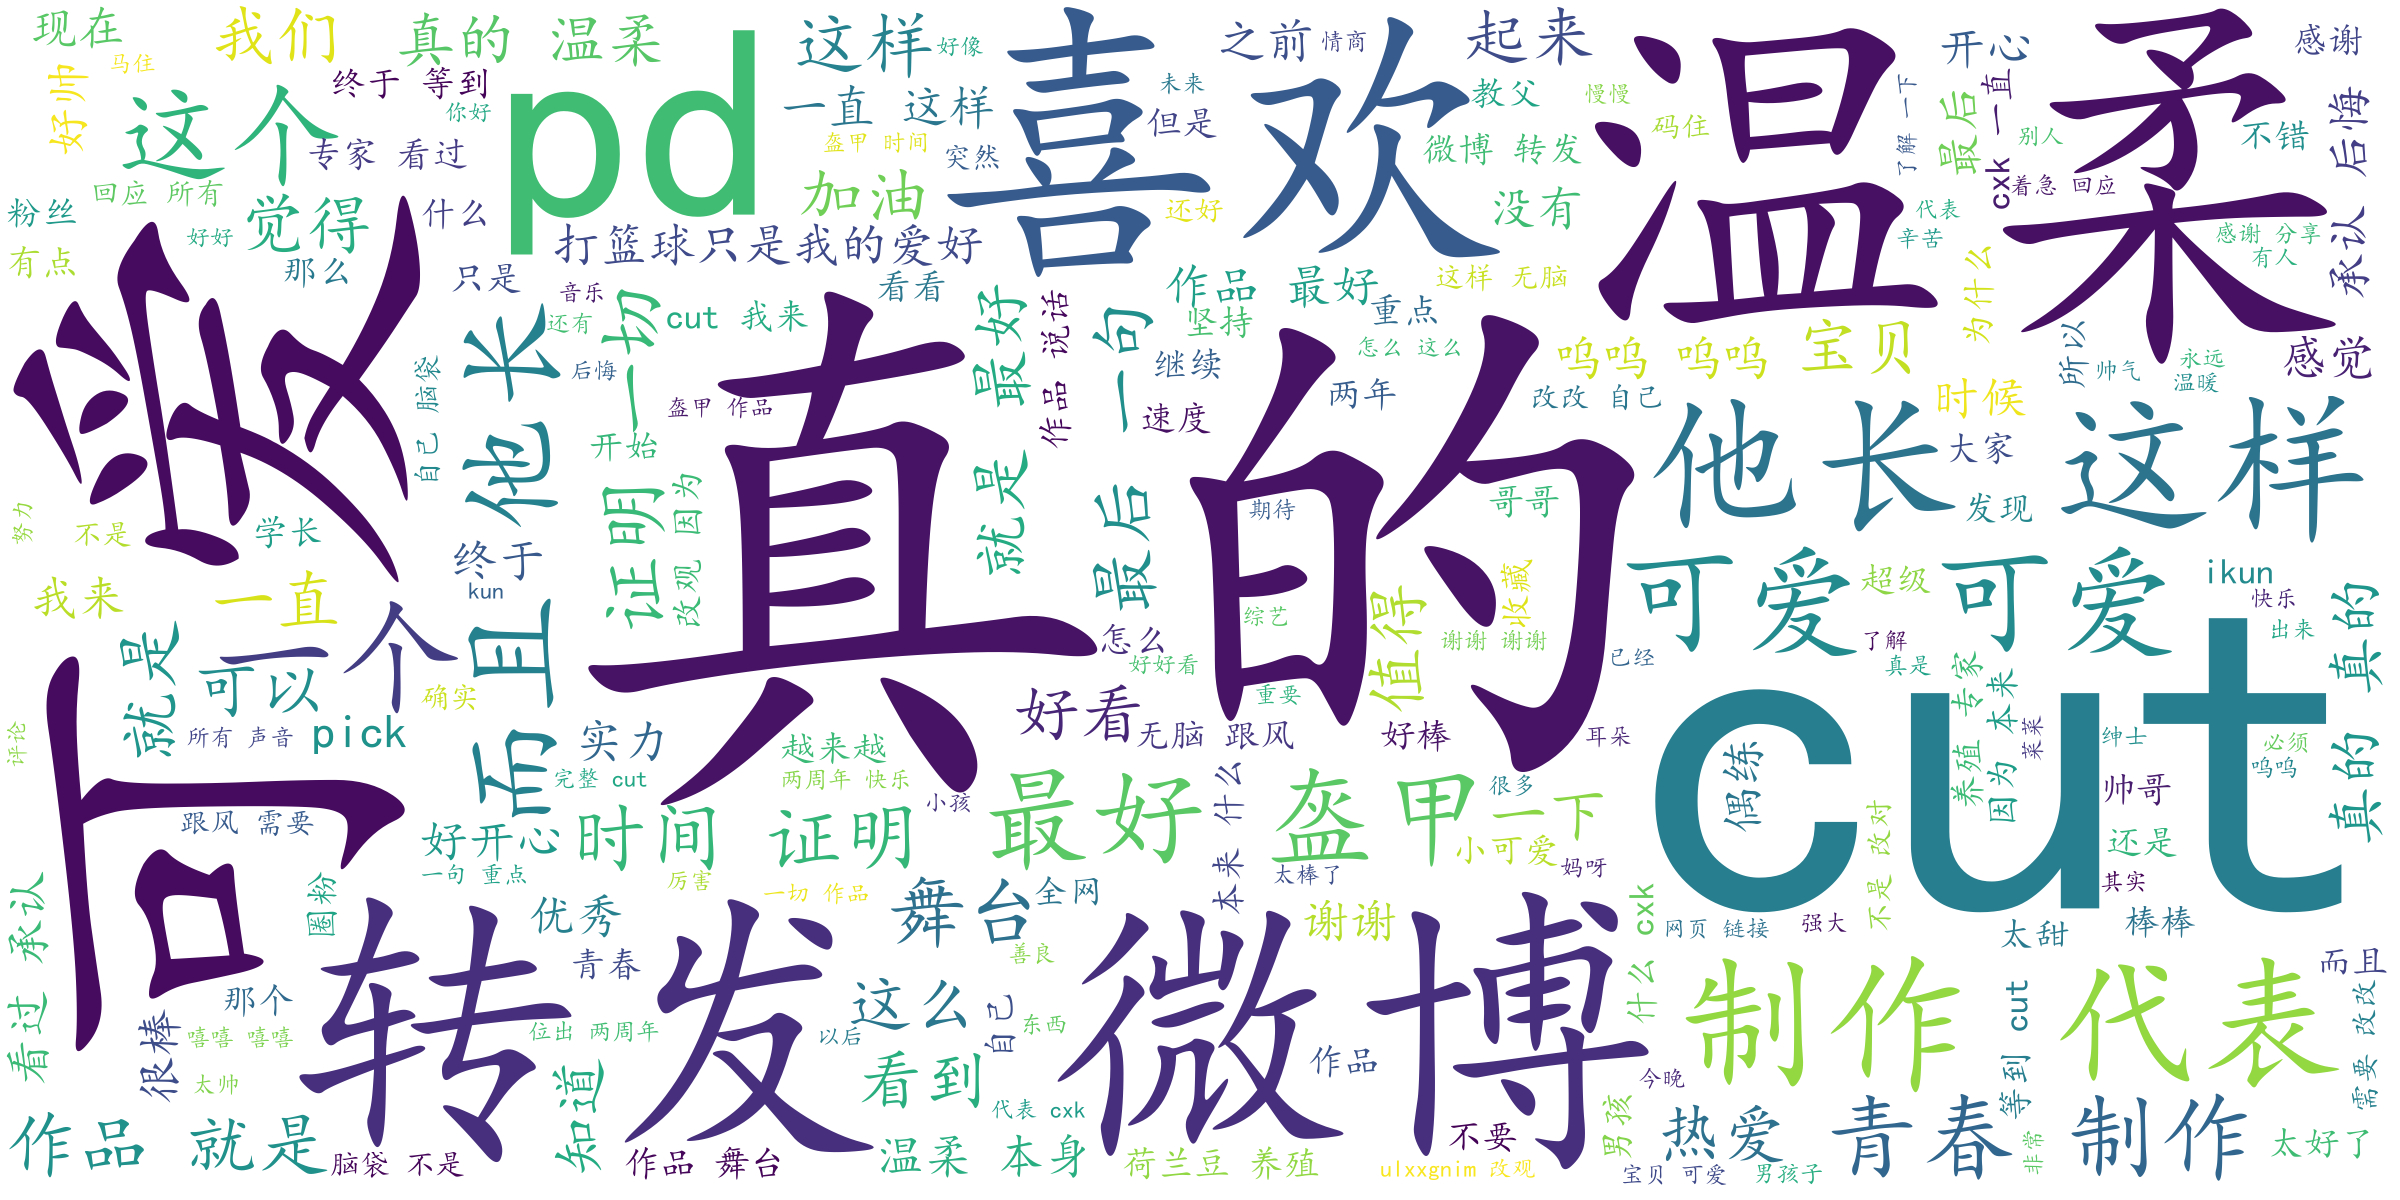 现在
马住
我们
真的 温柔
pd
这样
好像
喜欢
之前
情商
起来
温柔
开心
感谢
好帅
终于 等到
你好
这个
专家 看过
一直 这样
未来
但是
教父
慢慢
码住
了解 一下
一直
最后
别人
不错
后悔
盔甲 时间
突然
微博 转发
cxk
着急 回应
回应 所有
粉丝
觉得
什么
加油
还好
没有
代表
辛苦
感谢 分享
有人
承认
好好
有点
那么
打篮球只是我的爱好
只是
音乐
看看
作品 最好
这样 无脑
为什么
还有
一切
cut 我来
最好
说话
一句
坚持
重点
怎么 这么
呜呜 呜呜
宝贝
所以
永远
感觉
他长
后悔
继续
两年
帅气
温暖
自己 脑袋
盔甲 作品
作品
速度
改改 自己
时候
真的
他长 这样
开始
大家
证明
因为
就是
哥哥
发现
努力
不是
学长
最后
期待
终于
kun
改观
可爱 可爱
超级
ikun
快乐
我来
一直
一个
而且
收藏
综艺
谢谢 谢谢
值得
了解
出来
就是
可以
怎么
好好看
已经
真是
专家
本来
真的
确实
重要
好看
评论
所有 声音
pick
实力
无脑 跟风
好棒
耳朵
cut
偶练
养殖
因为
菜菜
绅士
必须
呜呜
真的
越来越
完整 cut
两周年 快乐
小孩
什么
很多
帅哥
跟风 需要
好开心
时间 证明
最好 盔甲
一下
小可爱
改对
还是
一句 重点
厉害
本来
太棒了
妈呀
其实
承认
圈粉
一切 作品
优秀
舞台
全网
谢谢
cxk
不是
网页 链接
强大
太甜
棒棒
转发 微博
青春
善良
什么
而且
看过
那个
很棒
嘻嘻 嘻嘻
位出 两周年
这么
以后
自己
东西
作品
制作 代表
cut
改改
太帅
知道
看到
代表 cxk
今晚
等到
需要
男孩
作品 就是
脑袋 不是
作品 舞台
温柔 本身
荷兰豆 养殖
不要
ulxxgnim 改观
热爱 青春
制作
太好了
非常
宝贝 可爱
男孩子